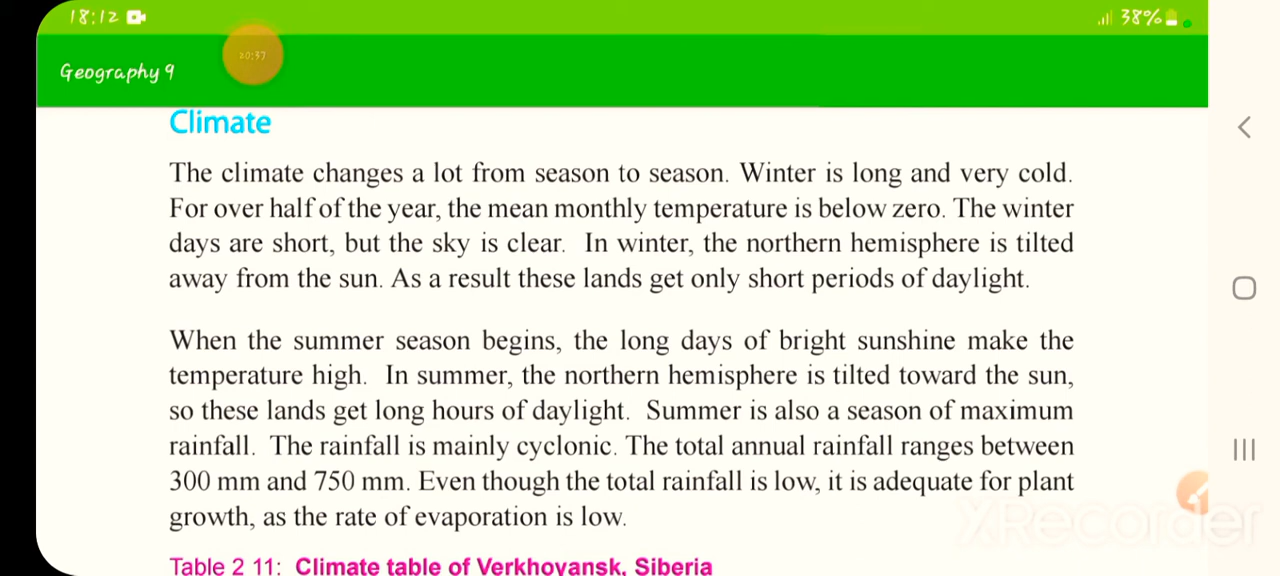 18:12
38%
Geography 9
20:37
Climate
The climate changes a lot from season to season. Winter is long and very cold.
For over half of the year, the mean monthly temperature is below zero. The winter
days are short, but the sky is clear. In winter, the northern hemisphere is tilted
away from the sun. As a result these lands get only short periods of daylight.
When the summer season begins, the long days of bright sunshine make the
temperature high. In summer, the northern hemisphere is tilted toward the sun,
so these lands get long hours of daylight. Summer is also a season of maximum
rainfall. The rainfall is mainly cyclonic. The total annual rainfall ranges between
300 mm and 750 mm. Even though the total rainfall is low, it is adequate for plant
growth, as the rate of evaporation is low.
XRecorder
Table 2 11: Climate table of Verkhoyansk, Siberia